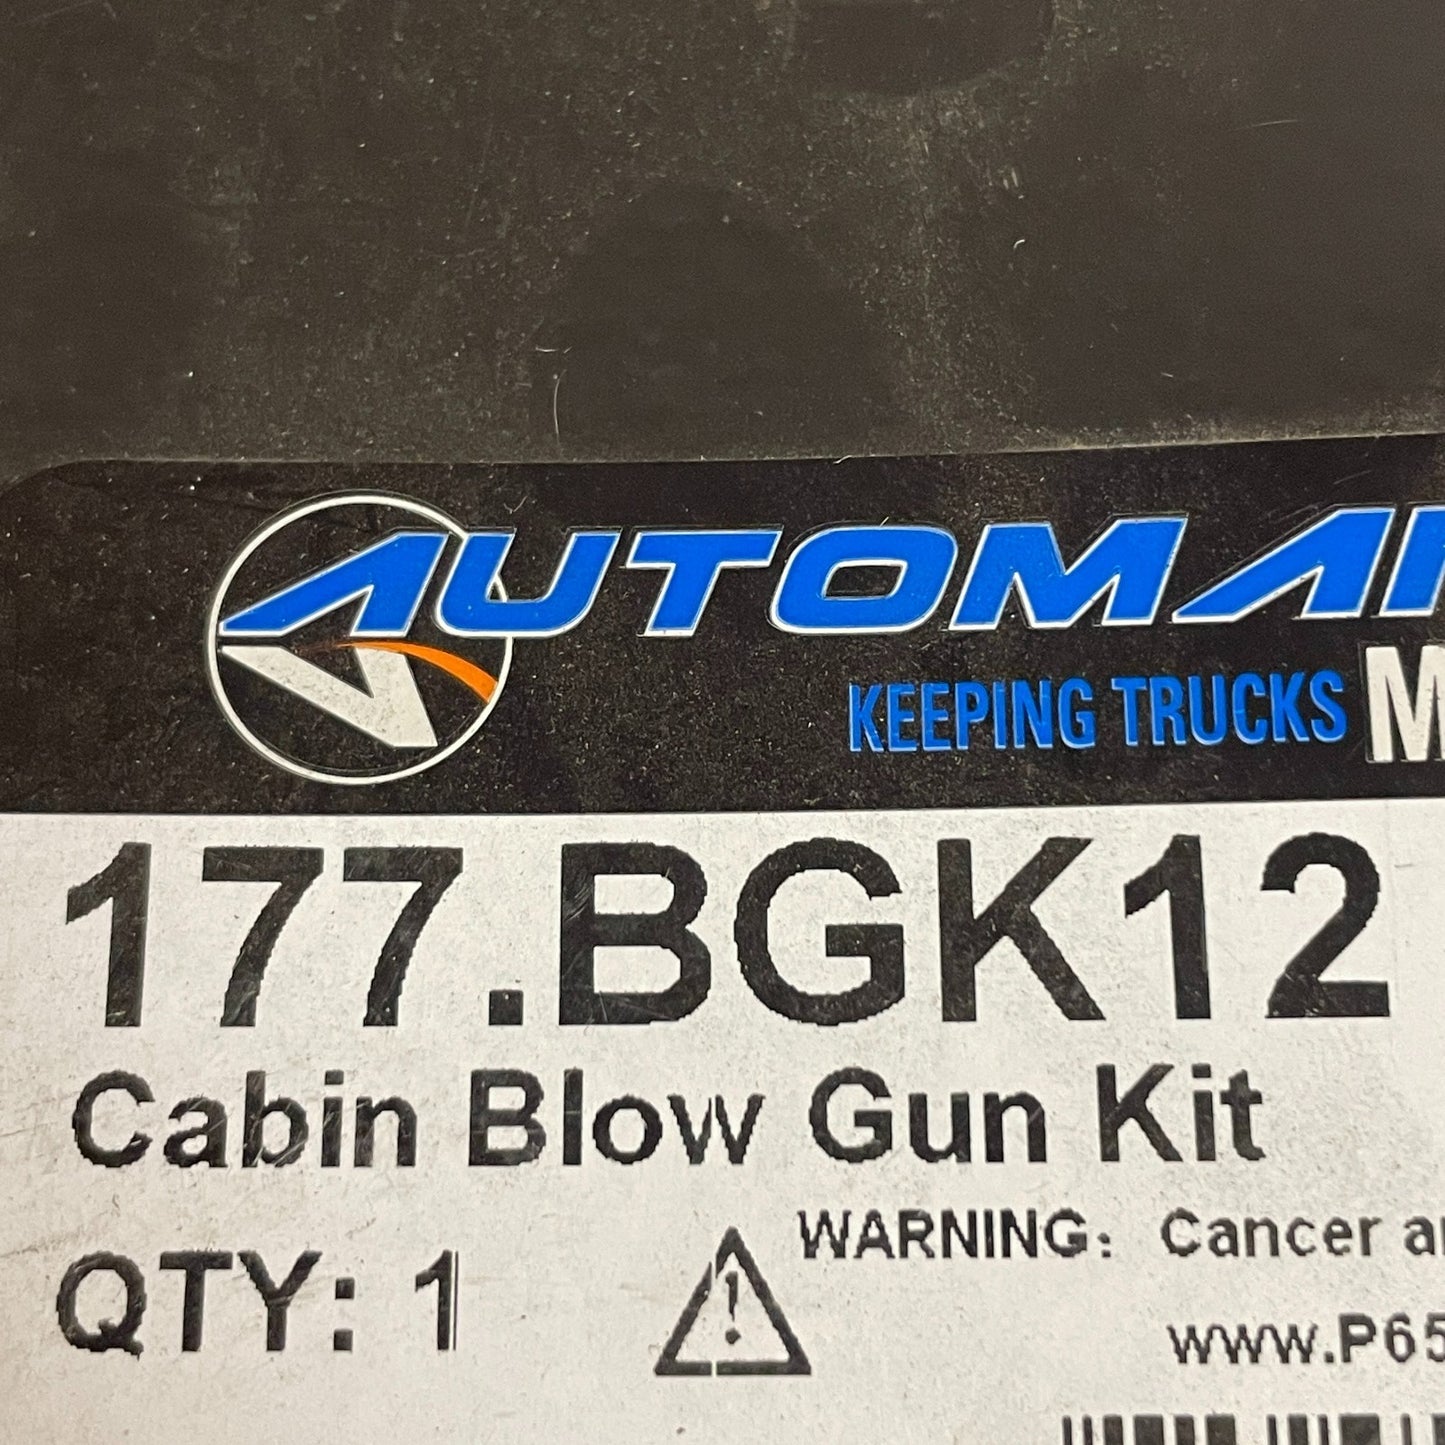 AUTOMA
KEEPING TRUCKS M
177.BGK12
Cabin Blow Gun Kit
QTY: 1
WARNING: Cancer a
www.P65